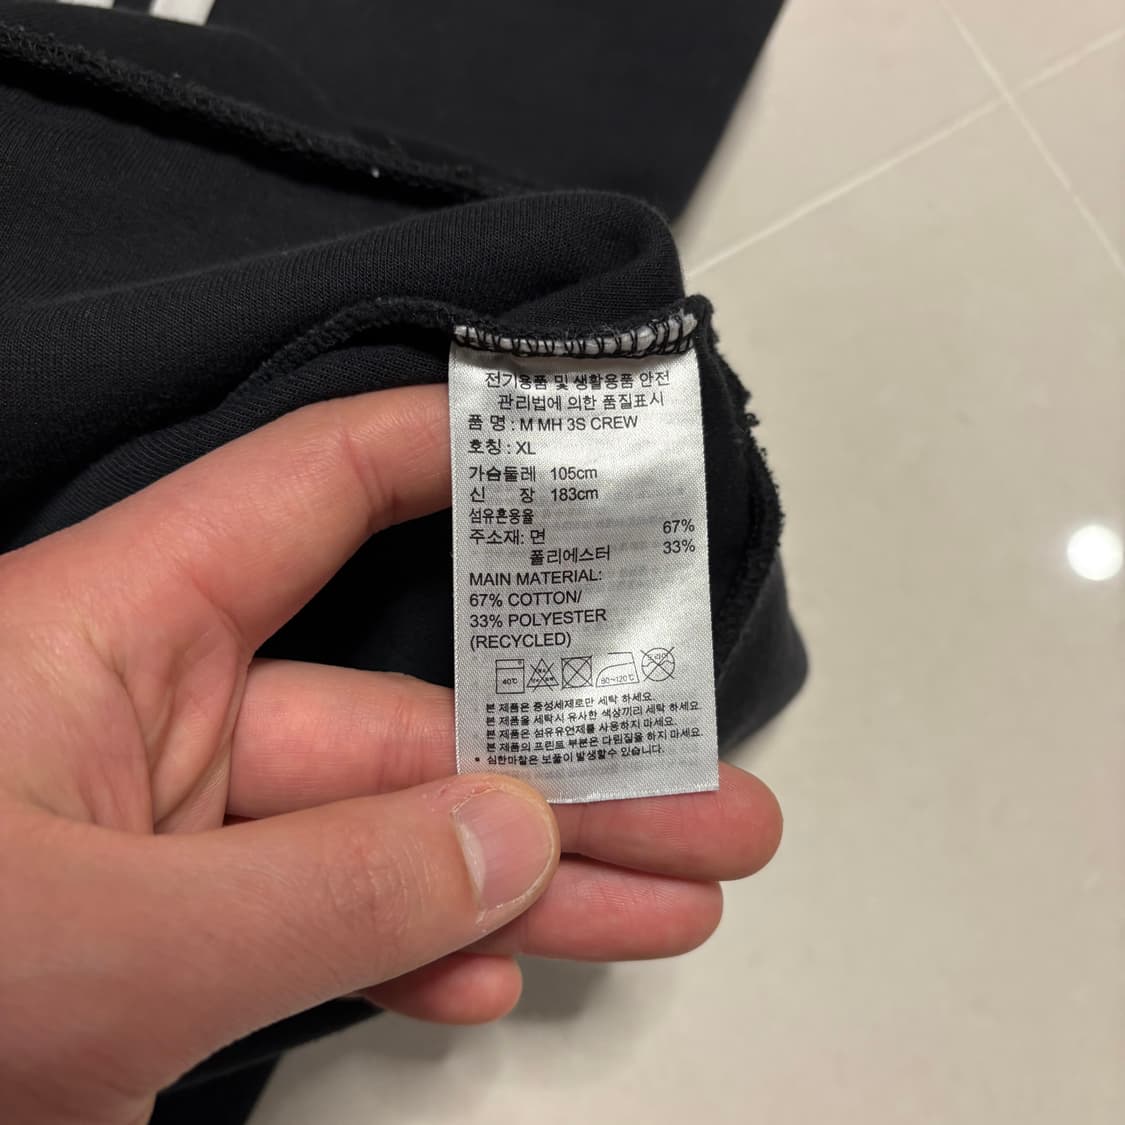 전기용품 및 생활용품 안전
관리법에 의한 품질표시
품 명 : M MH 3S CREW
호칭 : XL
가슴둘레 105cm
신 장 183cm
섬유혼용율
주소재: 면 67%
폴리에스터 33%
MAIN MATERIAL:
67% COTTON/
33% POLYESTER
(RECYCLED)
40℃ 80~120℃ 드라이
본 제품은 중성세제로만 세탁 하세요.
본 제품을 세탁시 유사한 색상끼리 세탁 하세요.
본 제품은 섬유유연제를 사용하지 마세요.
본 제품의 프린트 부분은 다림질을 하지 마세요.
• 심한마찰은 보풀이 발생할수 있습니다.